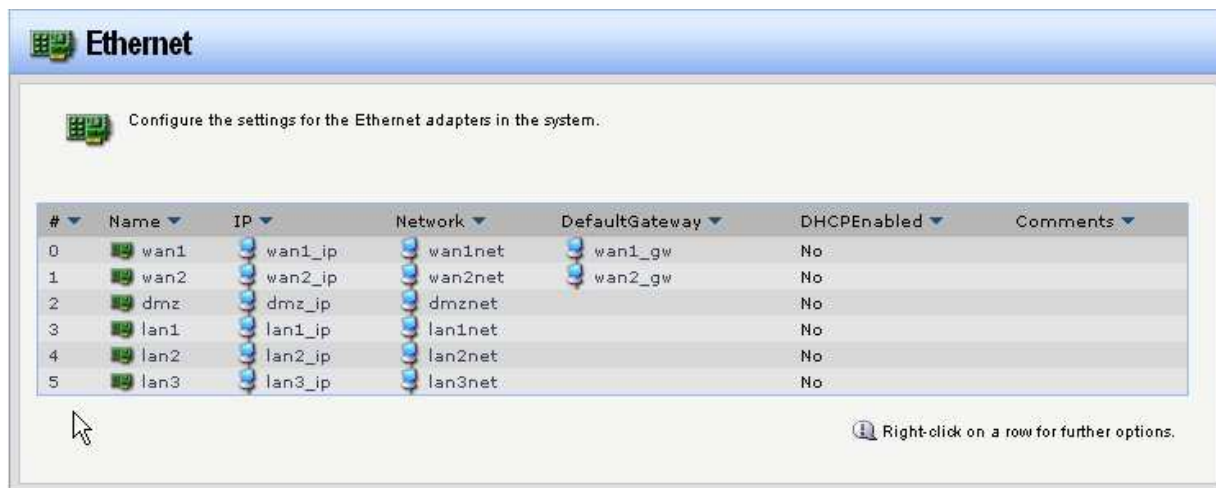 Ethernet
Configure the settings for the Ethernet adapters in the system.
# Name IP Network DefaultGateway DHCPEnabled Comments
0 wan1 wan1_ip wan1net wan1_gw No
1 wan2 wan2_ip wan2net wan2_gw No
2 dmz dmz_ip dmznet No
3 lan1 lan1_ip lan1net No
4 lan2 lan2_ip lan2net No
5 lan3 lan3_ip lan3net No
Right-click on a row for further options.